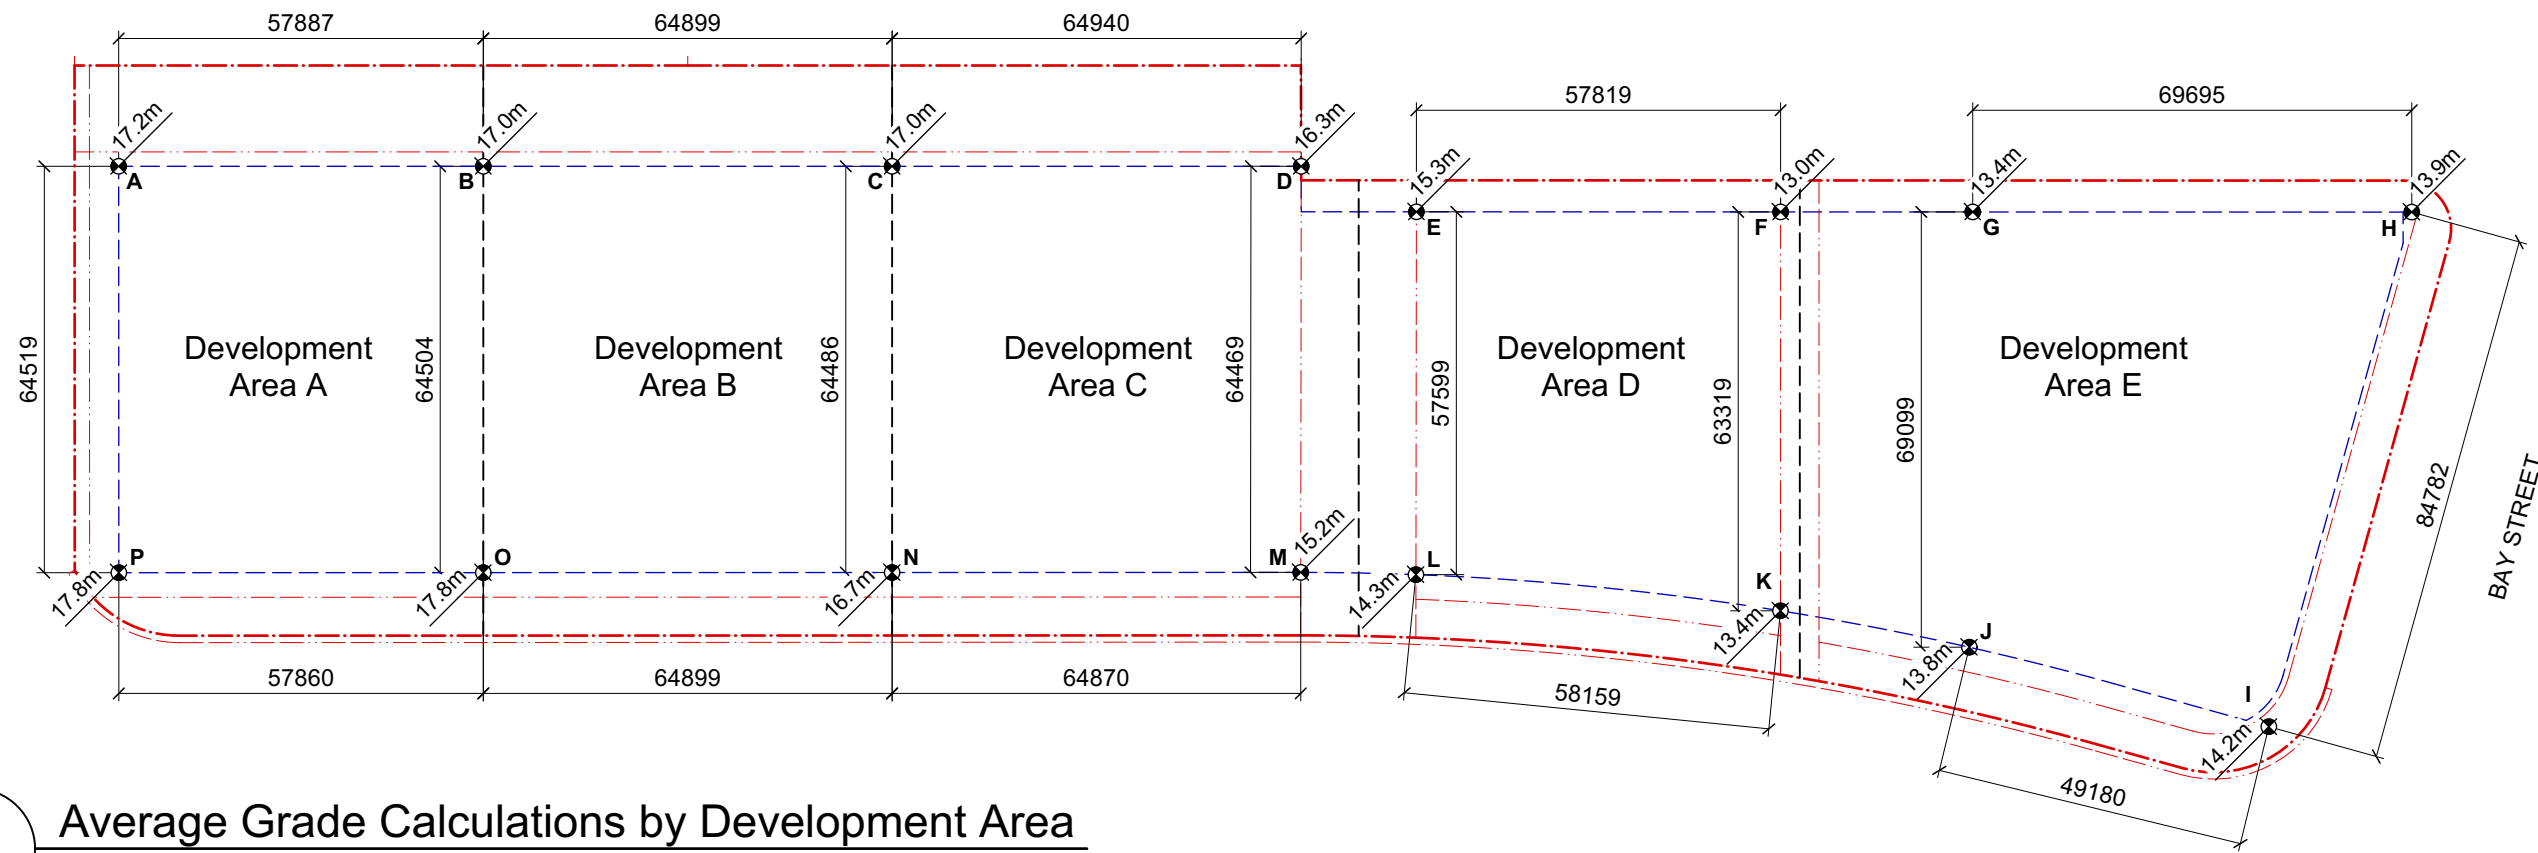 57887
64899
64940
57819
69695
17.2m
17.0m
17.0m
16.3m
15.3m
13.0m
13.4m
13.9m
A
B
C
D
E
F
G
H
64519
Development
Area A
64504
Development
Area B
64486
Development
Area C
64469
57599
Development
Area D
63319
69099
Development
Area E
84782
BAY STREET
P
O
N
M
L
K
J
I
17.8m
17.8m
16.7m
15.2m
14.3m
13.4m
13.8m
14.2m
57860
64899
64870
58159
49180
Average Grade Calculations by Development Area